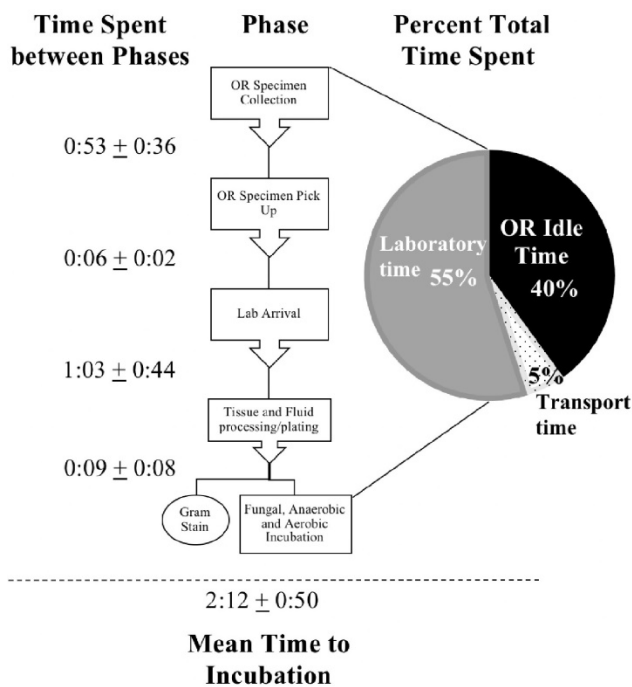 Time Spent
between Phases
Phase
Percent Total
Time Spent
OR Specimen
Collection
0:53 ± 0:36
OR Specimen Pick
Up
0:06 ± 0:02
Lab Arrival
1:03 ± 0:44
Tissue and Fluid
processing/plating
0:09 ± 0:08
Gram
Stain
Fungal, Anaerobic
and Aerobic
Incubation
Laboratory
time 55%
OR Idle
Time
40%
5%
Transport
time
2:12 ± 0:50
Mean Time to
Incubation